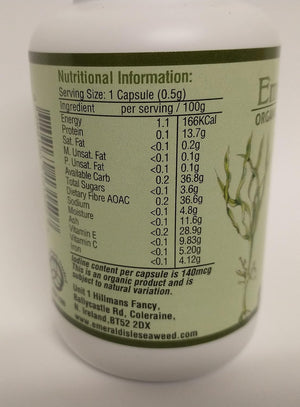 Nutritional Information:
Serving Size: 1 Capsule (0.5g)
Ingredient per serving / 100g
Energy 1.1 166KCal
Protein 0.1 13.7g
Sat. Fat <0.1 0.2g
M. Unsat. Fat <0.1 0.1g
P. Unsat. Fat <0.1 0.1g
Available Carb 0.2 36.8g
Total Sugars <0.1 3.6g
Dietary Fibre AOAC 0.2 36.6g
Sodium <0.1 4.8g
Moisture <0.1 11.6g
Ash <0.2 28.9g
Vitamin E <0.1 9.83g
Vitamin C <0.1 5.20g
Iron <0.1 4.12g
Iodine content per capsule is 140mcg
This is an organic product and is
subject to natural variation.
Unit 1 Hillmans Fancy,
Ballycastle Rd, Coleraine,
N. Ireland,BT52 2DX
www.emeraldisleseaweed.com